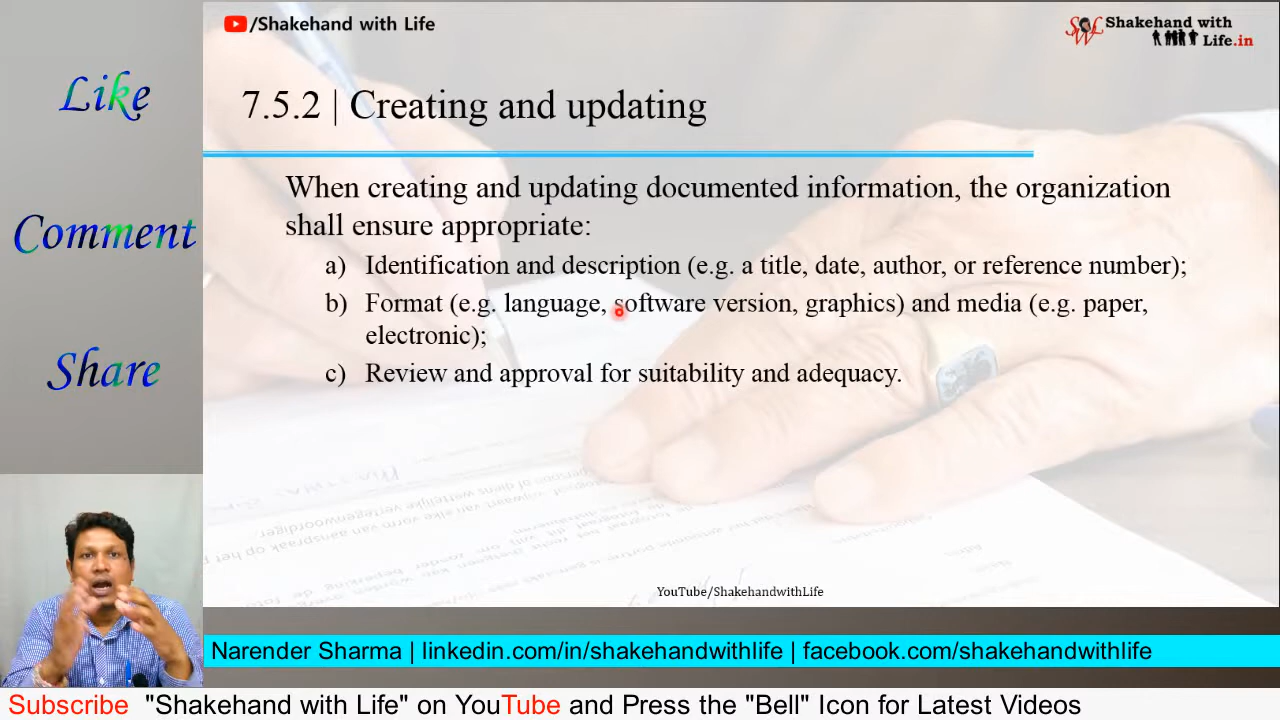 /Shakehand with Life
Shakehand with
Life.in
Like
Comment
Share
7.5.2 | Creating and updating
When creating and updating documented information, the organization
shall ensure appropriate:
a) Identification and description (e.g. a title, date, author, or reference number);
b) Format (e.g. language, software version, graphics) and media (e.g. paper,
electronic);
c) Review and approval for suitability and adequacy.
YouTube/ShakehandwithLife
Narender Sharma | linkedin.com/in/shakehandwithlife | facebook.com/shakehandwithlife
Subscribe "Shakehand with Life" on YouTube and Press the "Bell" Icon for Latest Videos